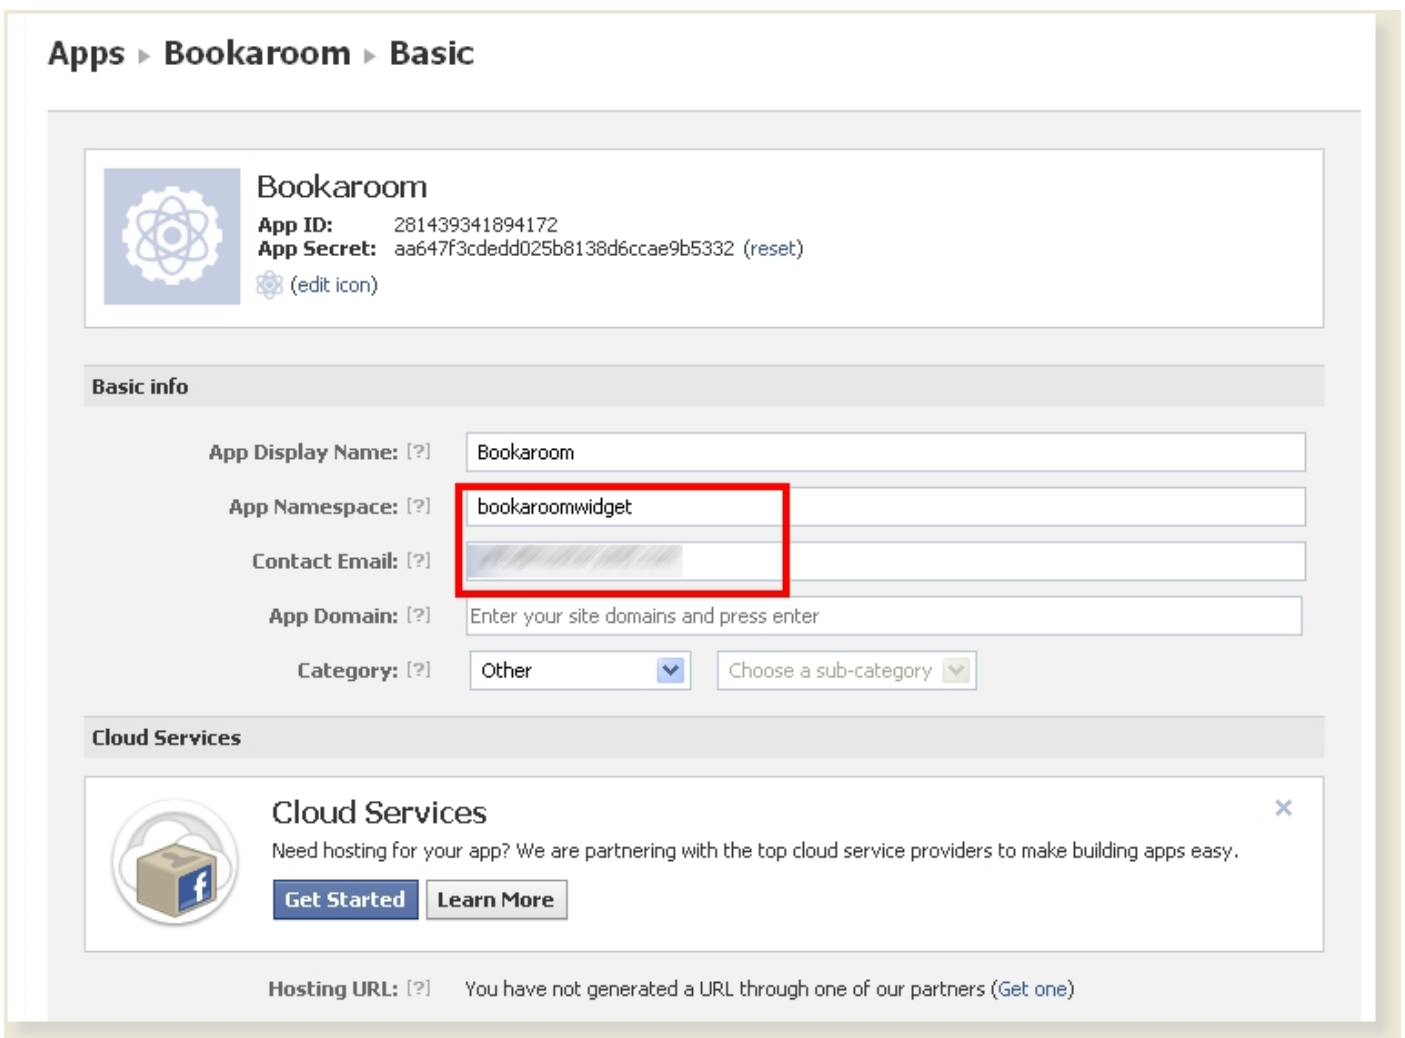 Apps ▸ Bookaroom ▸ Basic
Bookaroom
App ID: 281439341894172
App Secret: aa647f3cdedd025b8138d6ccae9b5332 (reset)
(edit icon)
Basic info
App Display Name: [?] Bookaroom
App Namespace: [?] bookaroomwidget
Contact Email: [?]
App Domain: [?] Enter your site domains and press enter
Category: [?] Other Choose a sub-category
Cloud Services
Cloud Services
Need hosting for your app? We are partnering with the top cloud service providers to make building apps easy.
Get Started Learn More
Hosting URL: [?] You have not generated a URL through one of our partners (Get one)